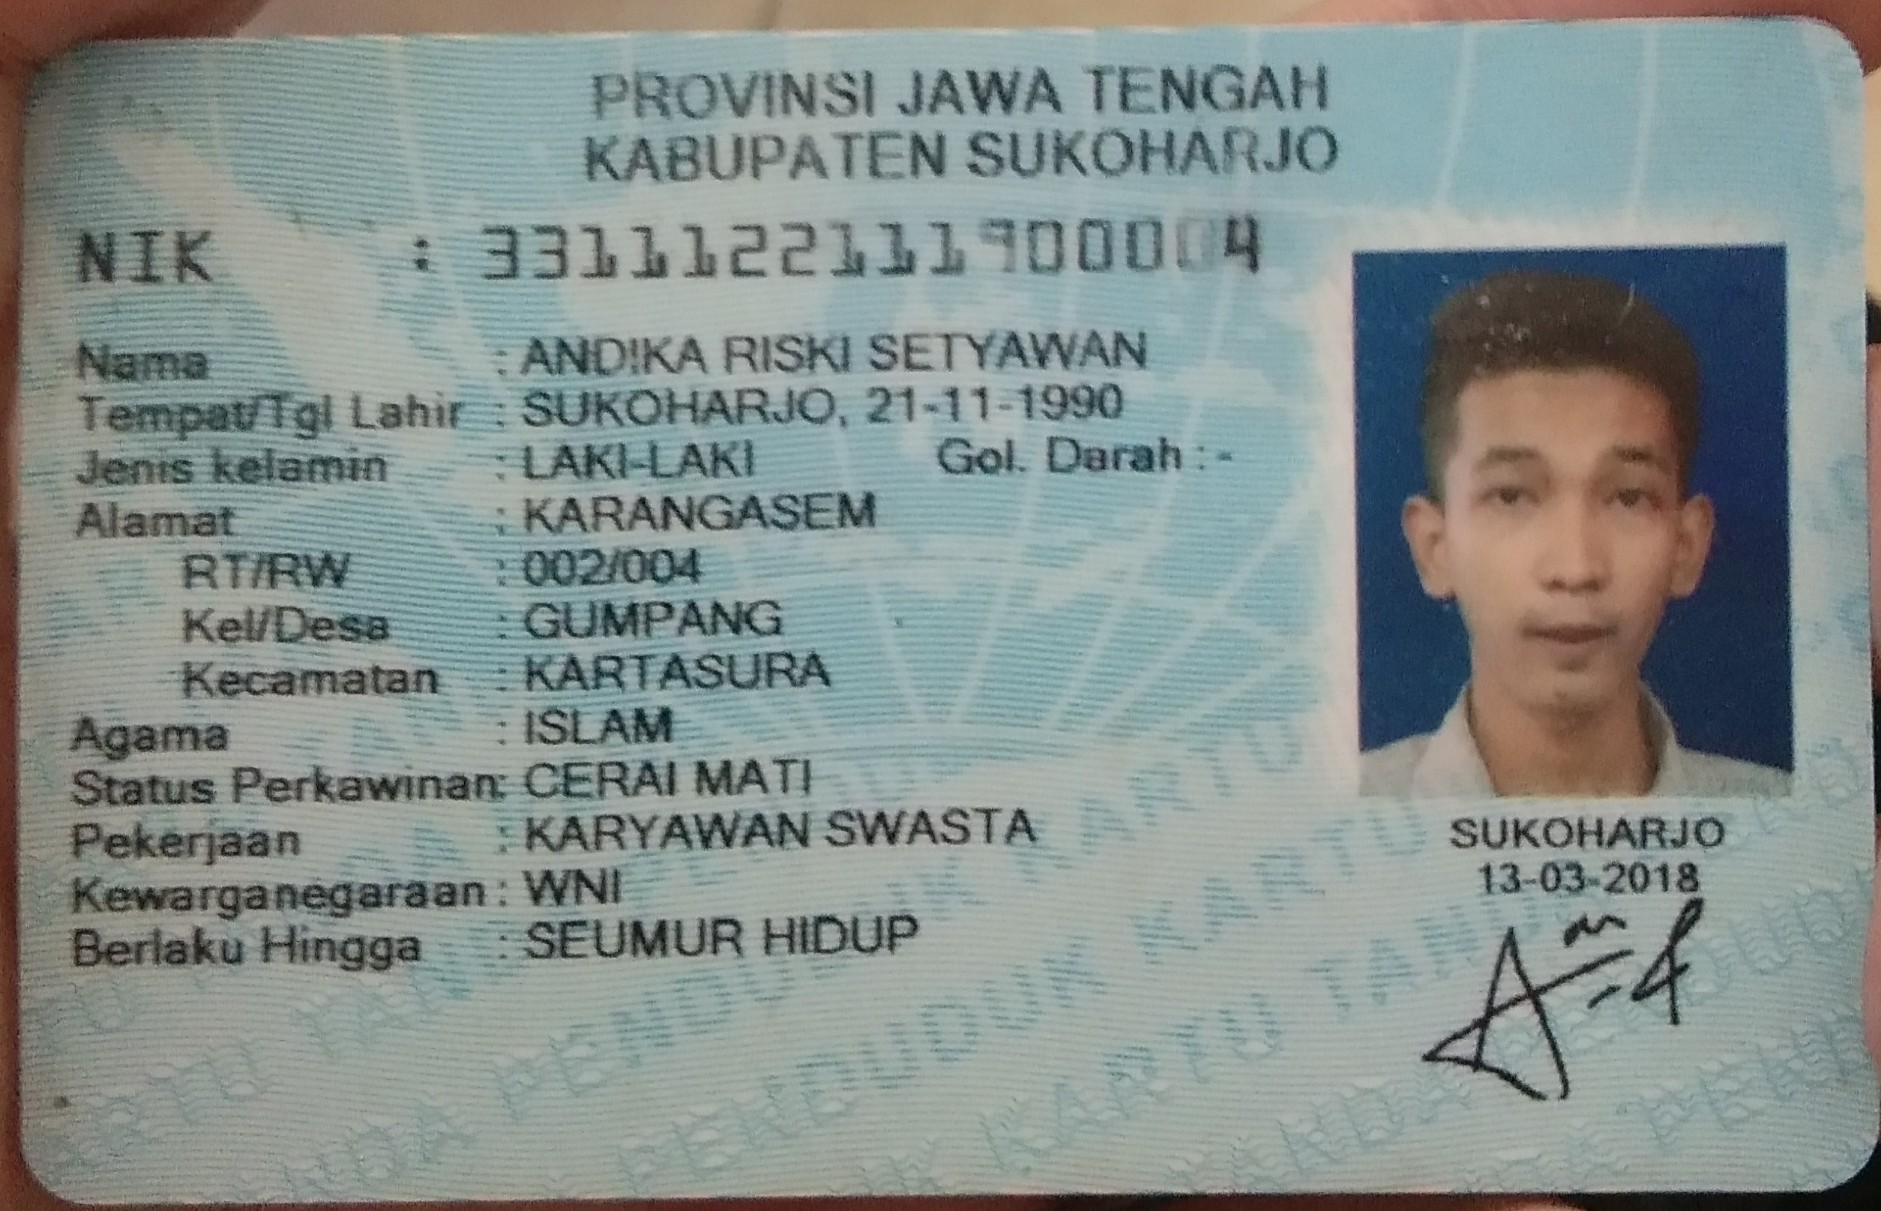 PROVINSI JAWA TENGAH
KABUPATEN SUKOHARJO
NIK : 3311122111900004
Nama : ANDIKA RISKI SETYAWAN
Tempat/Tgl Lahir : SUKOHARJO, 21-11-1990
Jenis kelamin : LAKI-LAKI Gol. Darah : -
Alamat : KARANGASEM
RT/RW : 002/004
Kel/Desa : GUMPANG
Kecamatan : KARTASURA
Agama : ISLAM
Status Perkawinan: CERAI MATI
Pekerjaan : KARYAWAN SWASTA
Kewarganegaraan : WNI
Berlaku Hingga : SEUMUR HIDUP
SUKOHARJO
13-03-2018